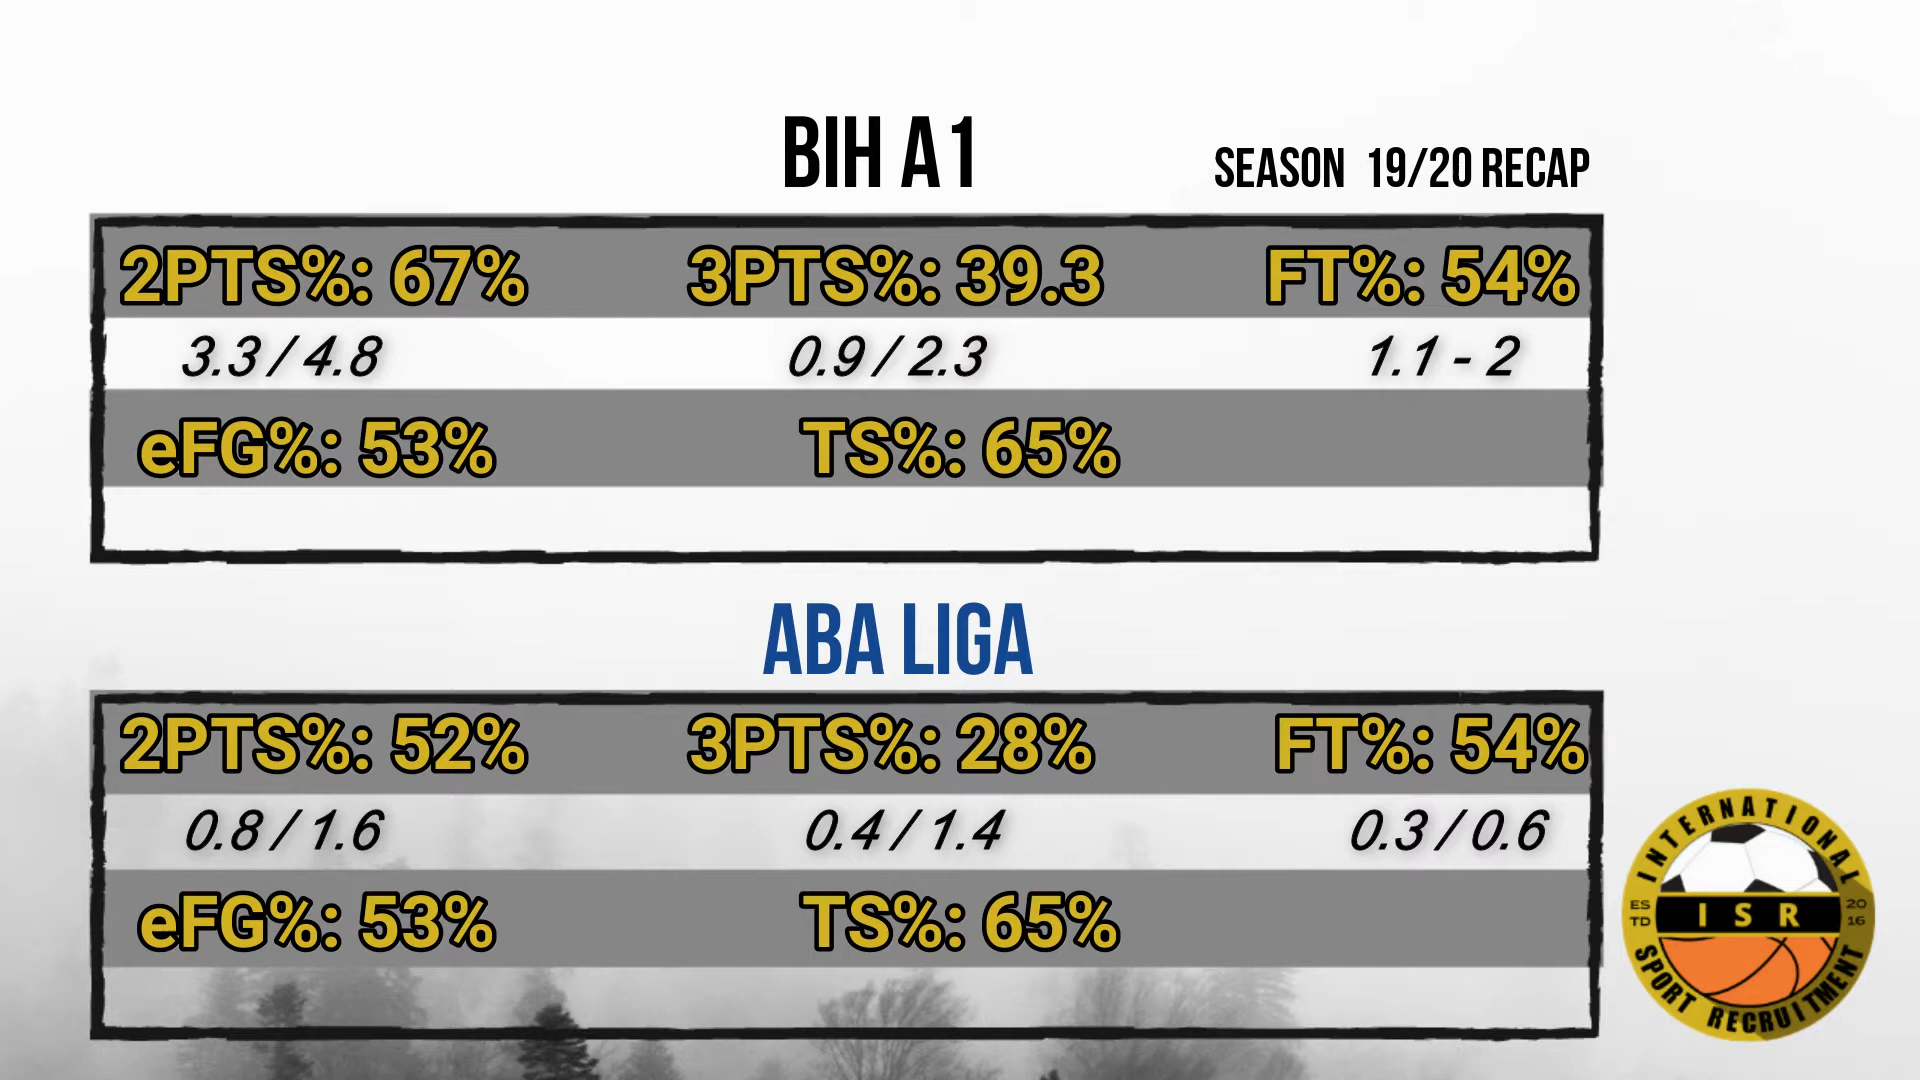 BIH A1
SEASON 19/20 RECAP
2PTS%: 67% 3PTS%: 39.3 FT%: 54%
3.3 / 4.8 0.9 / 2.3 1.1 - 2
eFG%: 53% TS%: 65%
ABA LIGA
2PTS%: 52% 3PTS%: 28% FT%: 54%
0.8 / 1.6 0.4 / 1.4 0.3 / 0.6
eFG%: 53% TS%: 65%
INTERNATIONAL
ES TD 20 16
ISR
SPORT RECRUITMENT